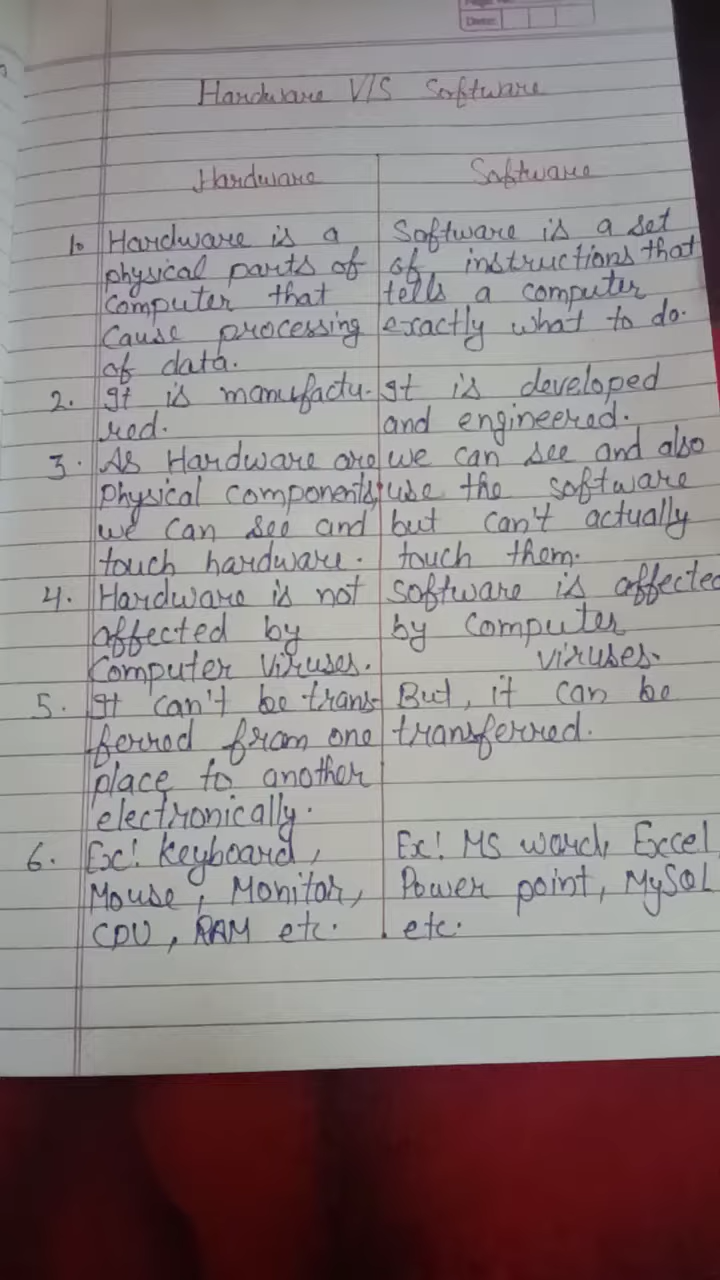 Date:
Hardware V/S Software
Hardware Software
1. Hardware is a Software is a set
physical parts of of instructions that
computer that tells a computer
cause processing exactly what to do.
of data.
2. It is manufactu- It is developed
red. and engineered.
3. As Hardware are we can see and also
physical components, use the software
we can see and but can't actually
touch hardware. touch them.
4. Hardware is not software is affected
affected by by computer
computer viruses. viruses.
5. It can't be trans- But, it can be
ferred from one transferred.
place to another
electronically.
6. Ex! Keyboard, Ex! MS word, Excel
Mouse, Monitor, Power point, MySQL
CPU, RAM etc. etc.